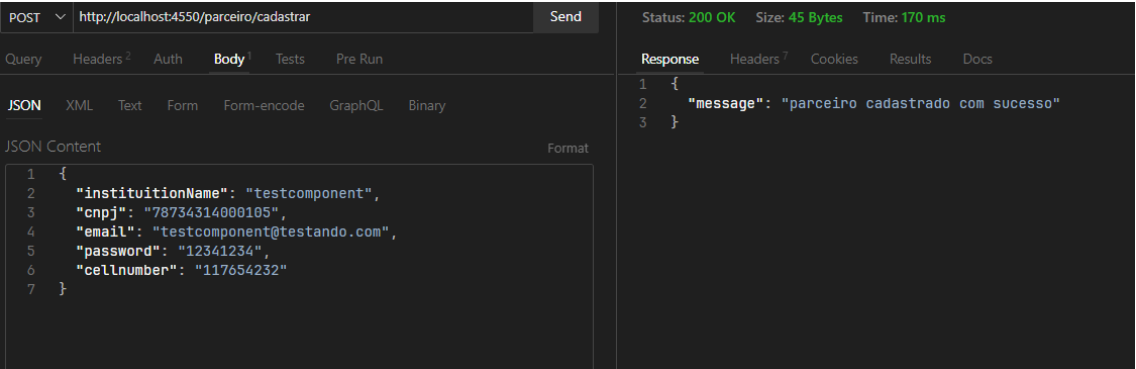 POST http://localhost:4550/parceiro/cadastrar Send
Status: 200 OK Size: 45 Bytes Time: 170 ms
Query Headers 2 Auth Body 1 Tests Pre Run
Response Headers 7 Cookies Results Docs
JSON XML Text Form Form-encode GraphQL Binary
JSON Content Format
1 {
2 "instituitionName": "testcomponent",
3 "cnpj": "78734314000105",
4 "email": "testcomponent@testando.com",
5 "password": "12341234",
6 "cellnumber": "117654232"
7 }
1 {
2 "message": "parceiro cadastrado com sucesso"
3 }